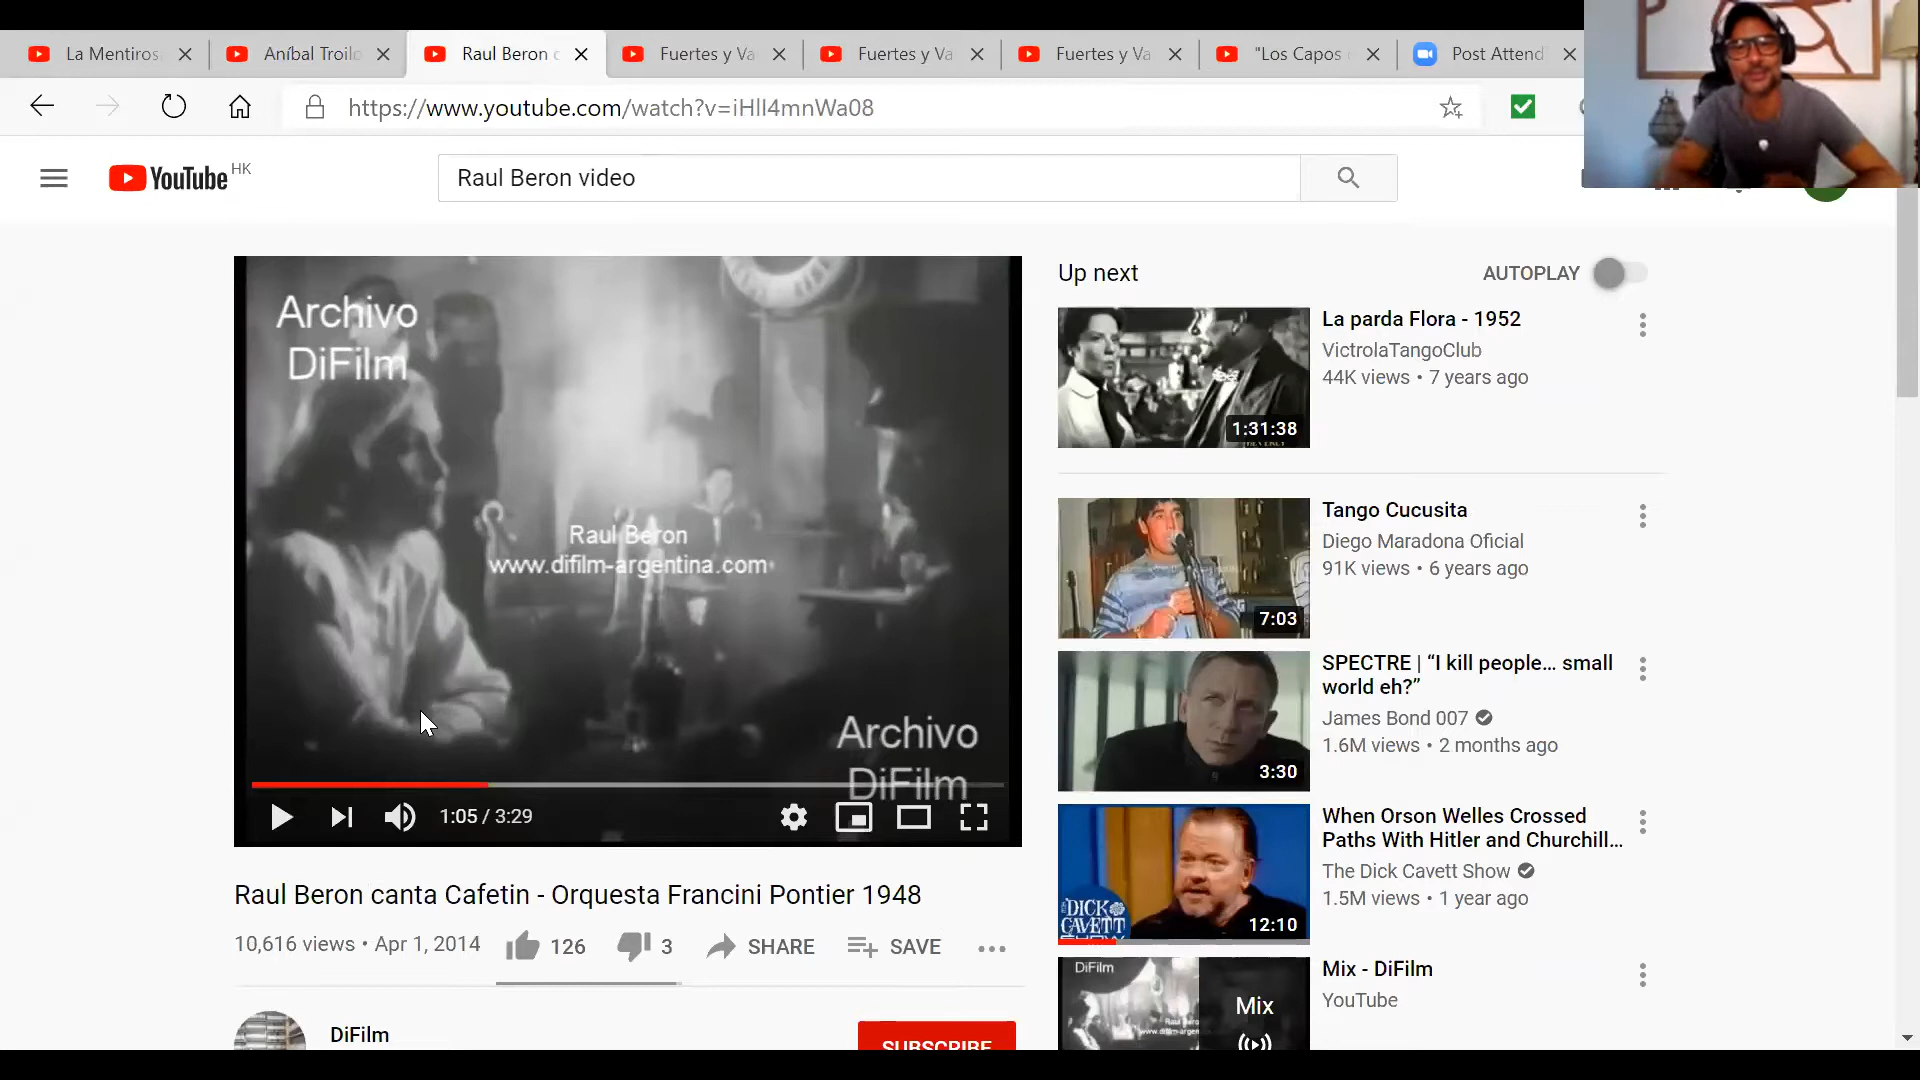 La Mentiros
Aníbal Troilo
Raul Beron c
Fuertes y Va
Fuertes y Va
Fuertes y Va
"Los Capos
Post Attend
https://www.youtube.com/watch?v=iHlI4mnWa08
YouTube HK
Raul Beron video
Archivo
DiFilm
Raul Beron
www.difilm-argentina.com
Archivo
DiFilm
1:05 / 3:29
Raul Beron canta Cafetin - Orquesta Francini Pontier 1948
10,616 views • Apr 1, 2014
126
3
SHARE
SAVE
DiFilm
SUBSCRIBE
Up next
AUTOPLAY
La parda Flora - 1952
VictrolaTangoClub
44K views • 7 years ago
1:31:38
Tango Cucusita
Diego Maradona Oficial
91K views • 6 years ago
7:03
SPECTRE | “I kill people... small
world eh?”
James Bond 007
1.6M views • 2 months ago
3:30
When Orson Welles Crossed
Paths With Hitler and Churchill...
The Dick Cavett Show
1.5M views • 1 year ago
DICK
CAVETT
12:10
Mix - DiFilm
YouTube
DiFilm
Mix